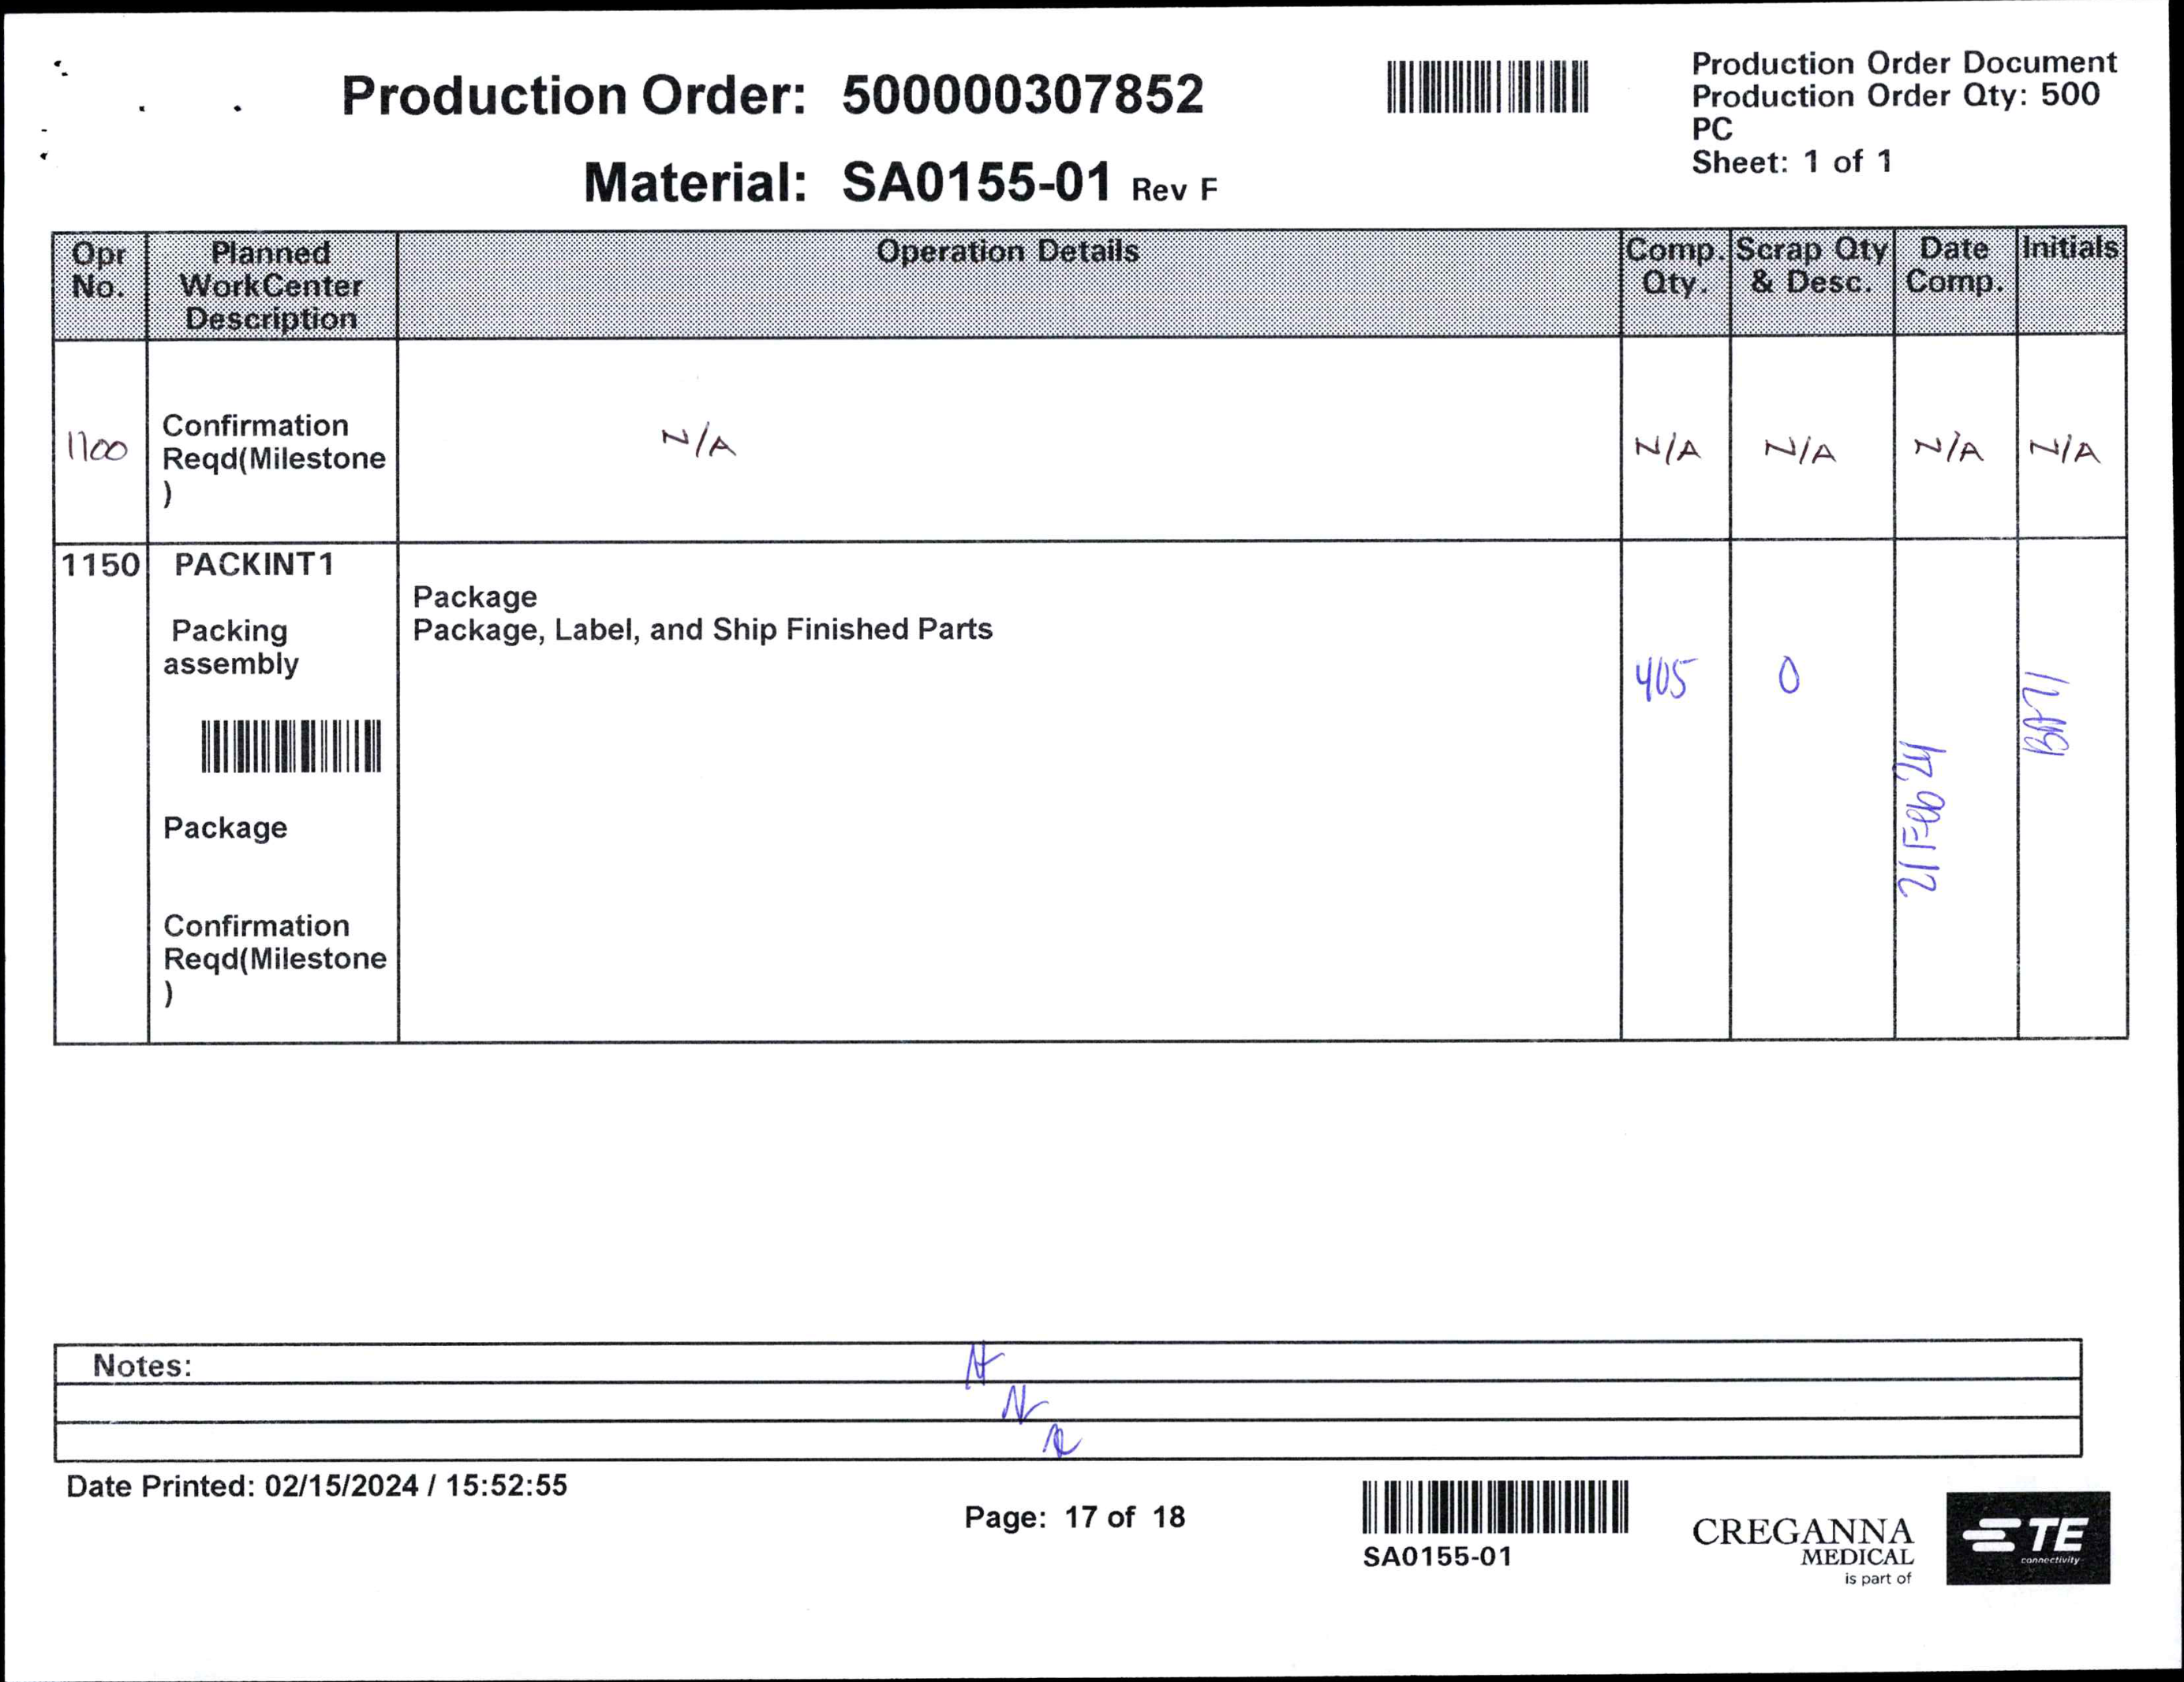 Production Order: 500000307852
Production Order Document
Production Order Qty: 500
PC
Sheet: 1 of 1
Material: SA0155-01 Rev F
Opr No. Planned WorkCenter Description Operation Details Comp. Qty. Scrap Qty & Desc. Date Comp. Initials
1100 Confirmation N/A N/A N/A N/A N/A
Reqd(Milestone
)
1150 PACKINT1
Package
Packing Package, Label, and Ship Finished Parts
assembly
405 0
Package
Confirmation
Reqd(Milestone
)
Notes:
Date Printed: 02/15/2024 / 15:52:55
Page: 17 of 18
SA0155-01
CREGANNA
MEDICAL
is part of
TE
connectivity